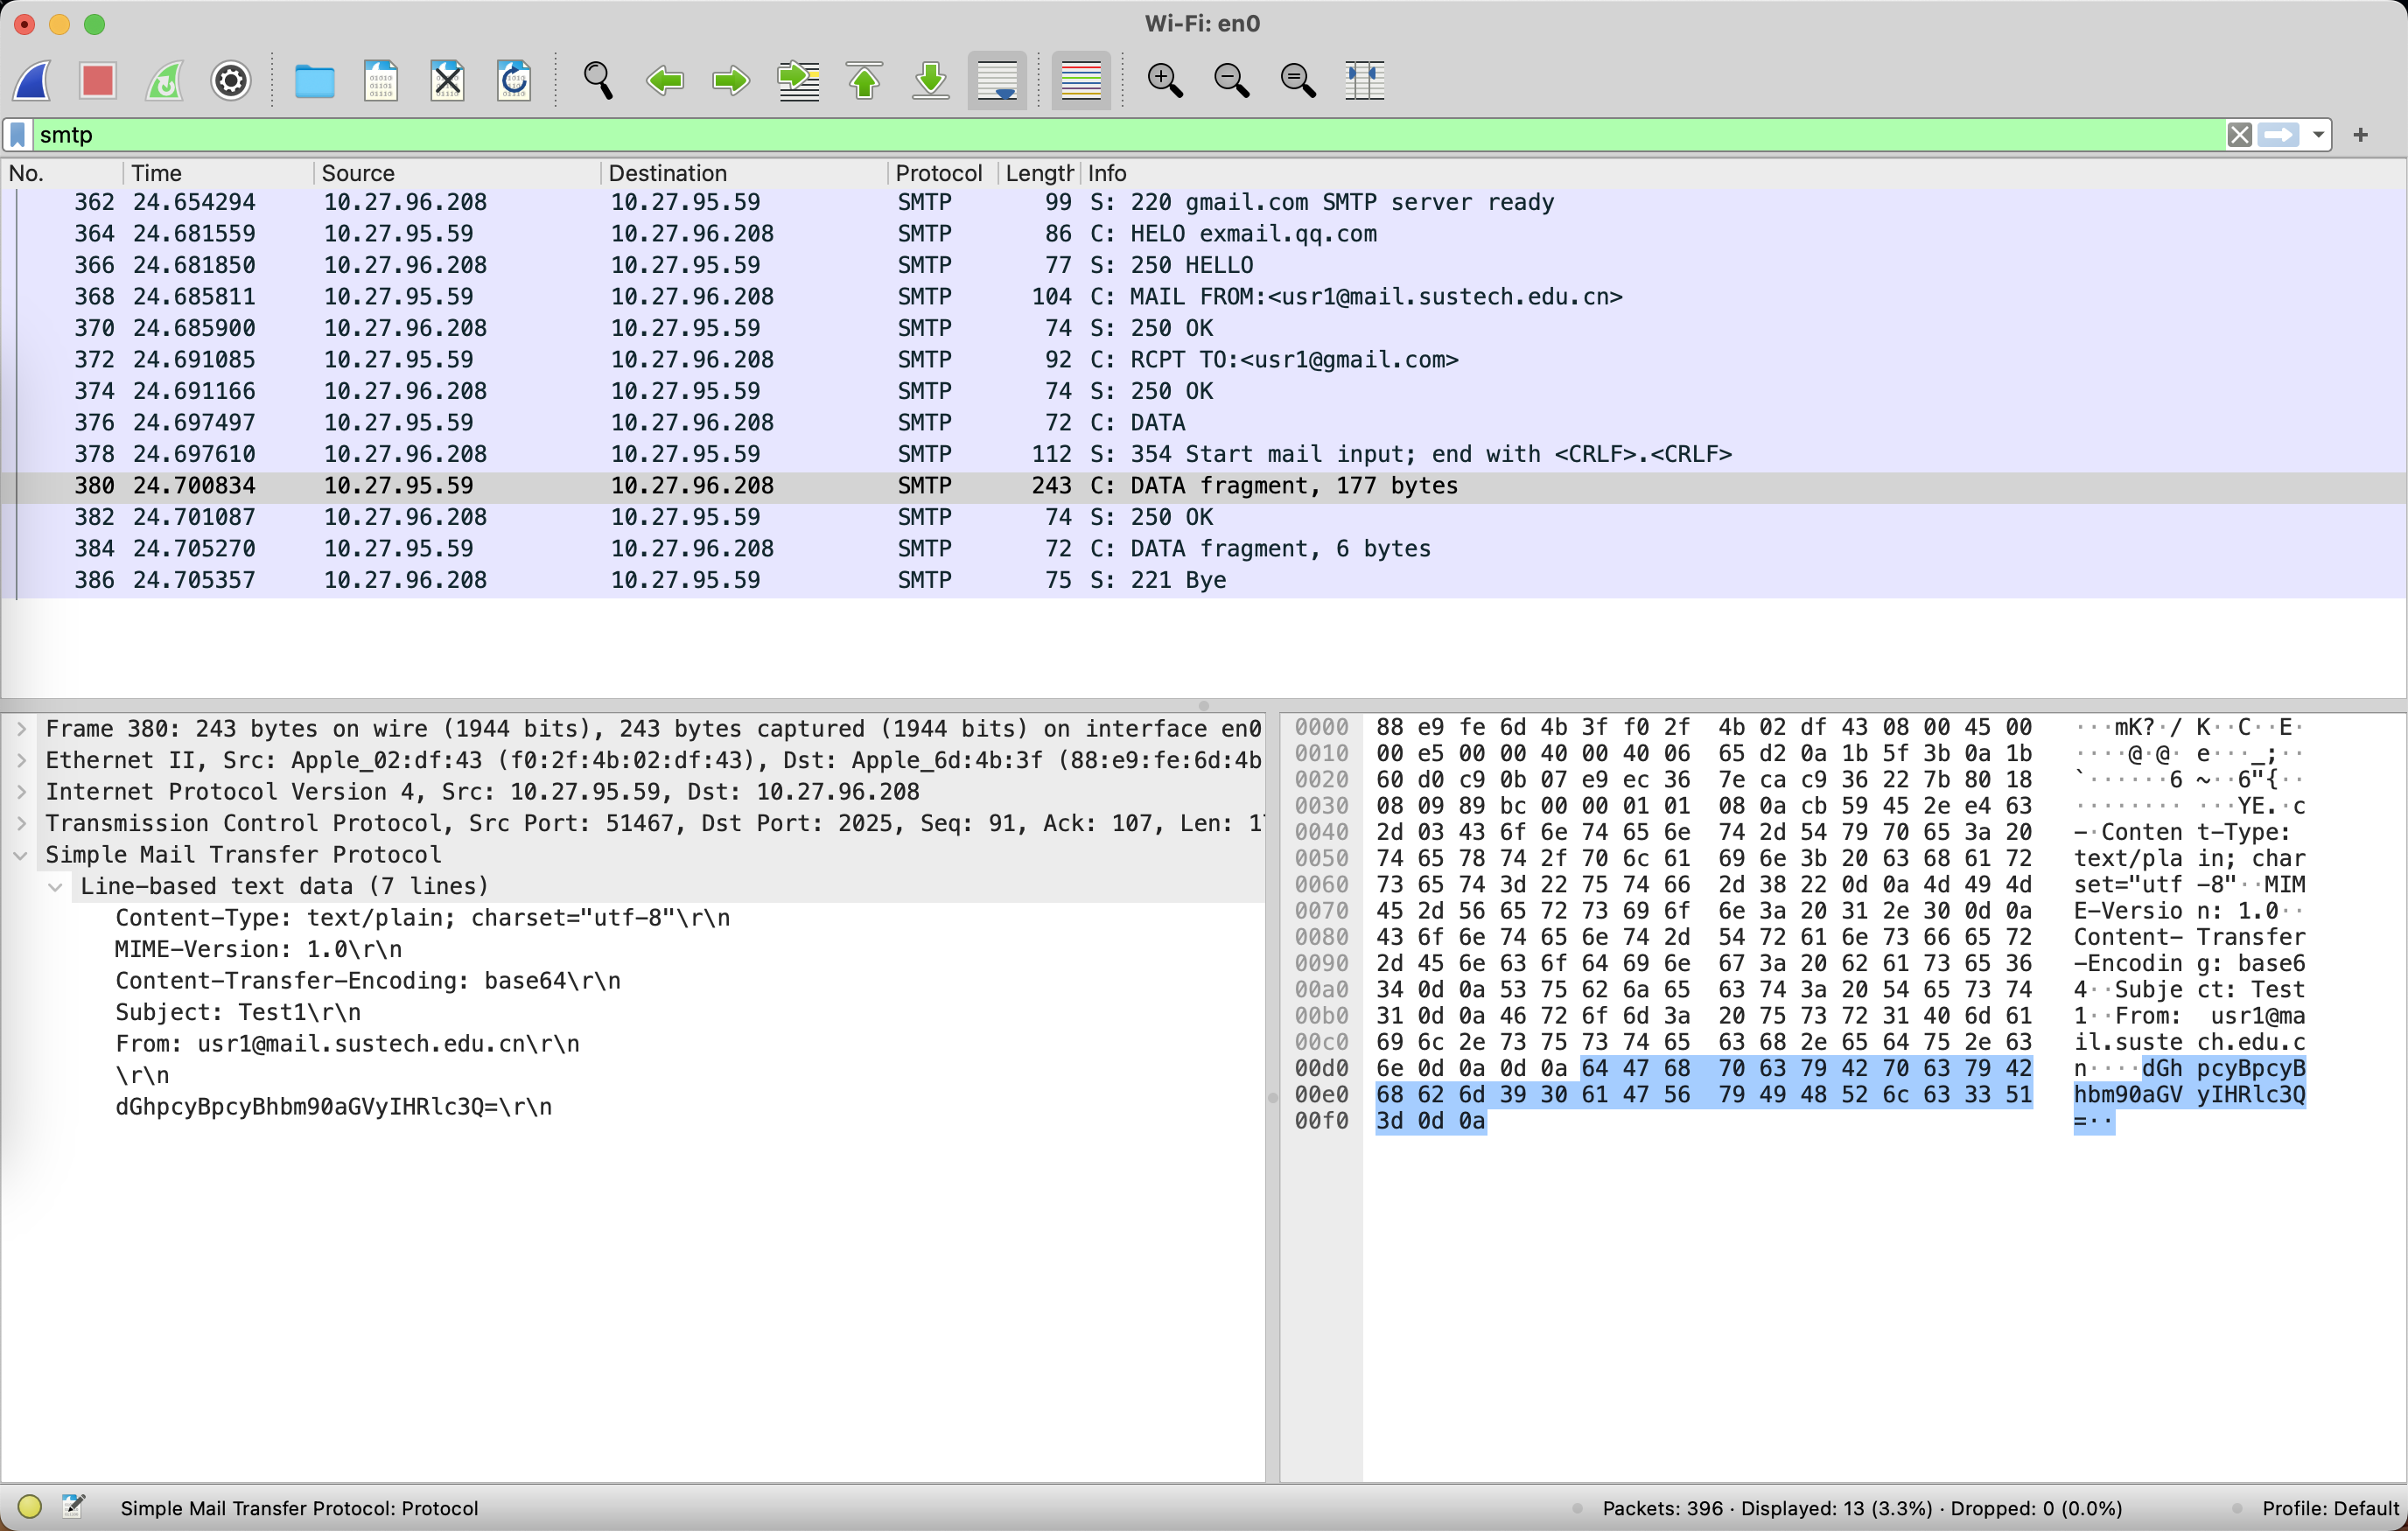 Wi-Fi: en0
smtp
No. Time Source Destination Protocol Length Info
362 24.654294 10.27.96.208 10.27.95.59 SMTP 99 S: 220 gmail.com SMTP server ready
364 24.681559 10.27.95.59 10.27.96.208 SMTP 86 C: HELO exmail.qq.com
366 24.681850 10.27.96.208 10.27.95.59 SMTP 77 S: 250 HELLO
368 24.685811 10.27.95.59 10.27.96.208 SMTP 104 C: MAIL FROM:<usr1@mail.sustech.edu.cn>
370 24.685900 10.27.96.208 10.27.95.59 SMTP 74 S: 250 OK
372 24.691085 10.27.95.59 10.27.96.208 SMTP 92 C: RCPT TO:<usr1@gmail.com>
374 24.691166 10.27.96.208 10.27.95.59 SMTP 74 S: 250 OK
376 24.697497 10.27.95.59 10.27.96.208 SMTP 72 C: DATA
378 24.697610 10.27.96.208 10.27.95.59 SMTP 112 S: 354 Start mail input; end with <CRLF>.<CRLF>
380 24.700834 10.27.95.59 10.27.96.208 SMTP 243 C: DATA fragment, 177 bytes
382 24.701087 10.27.96.208 10.27.95.59 SMTP 74 S: 250 OK
384 24.705270 10.27.95.59 10.27.96.208 SMTP 72 C: DATA fragment, 6 bytes
386 24.705357 10.27.96.208 10.27.95.59 SMTP 75 S: 221 Bye
Frame 380: 243 bytes on wire (1944 bits), 243 bytes captured (1944 bits) on interface en0
Ethernet II, Src: Apple_02:df:43 (f0:2f:4b:02:df:43), Dst: Apple_6d:4b:3f (88:e9:fe:6d:4b
Internet Protocol Version 4, Src: 10.27.95.59, Dst: 10.27.96.208
Transmission Control Protocol, Src Port: 51467, Dst Port: 2025, Seq: 91, Ack: 107, Len: 1
Simple Mail Transfer Protocol
Line-based text data (7 lines)
Content-Type: text/plain; charset="utf-8"\r\n
MIME-Version: 1.0\r\n
Content-Transfer-Encoding: base64\r\n
Subject: Test1\r\n
From: usr1@mail.sustech.edu.cn\r\n
\r\n
dGhpcyBpcyBhbm90aGVyIHRlc3Q=\r\n
0000 88 e9 fe 6d 4b 3f f0 2f 4b 02 df 43 08 00 45 00 ···mK?·/ K··C··E·
0010 00 e5 00 00 40 00 40 06 65 d2 0a 1b 5f 3b 0a 1b ····@·@· e···_;··
0020 60 d0 c9 0b 07 e9 ec 36 7e ca c9 36 22 7b 80 18 `······6 ~··6"{··
0030 08 09 89 bc 00 00 01 01 08 0a cb 59 45 2e e4 63 ········ ···YE.·c
0040 2d 03 43 6f 6e 74 65 6e 74 2d 54 79 70 65 3a 20 -·Conten t-Type:
0050 74 65 78 74 2f 70 6c 61 69 6e 3b 20 63 68 61 72 text/pla in; char
0060 73 65 74 3d 22 75 74 66 2d 38 22 0d 0a 4d 49 4d set="utf -8"··MIM
0070 45 2d 56 65 72 73 69 6f 6e 3a 20 31 2e 30 0d 0a E-Versio n: 1.0··
0080 43 6f 6e 74 65 6e 74 2d 54 72 61 6e 73 66 65 72 Content- Transfer
0090 2d 45 6e 63 6f 64 69 6e 67 3a 20 62 61 73 65 36 -Encodin g: base6
00a0 34 0d 0a 53 75 62 6a 65 63 74 3a 20 54 65 73 74 4··Subje ct: Test
00b0 31 0d 0a 46 72 6f 6d 3a 20 75 73 72 31 40 6d 61 1··From: usr1@ma
00c0 69 6c 2e 73 75 73 74 65 63 68 2e 65 64 75 2e 63 il.suste ch.edu.c
00d0 6e 0d 0a 0d 0a 64 47 68 70 63 79 42 70 63 79 42 n····dGh pcyBpcyB
00e0 68 62 6d 39 30 61 47 56 79 49 48 52 6c 63 33 51 hbm90aGV yIHRlc3Q
00f0 3d 0d 0a =··
Simple Mail Transfer Protocol: Protocol
Packets: 396 · Displayed: 13 (3.3%) · Dropped: 0 (0.0%)
Profile: Default